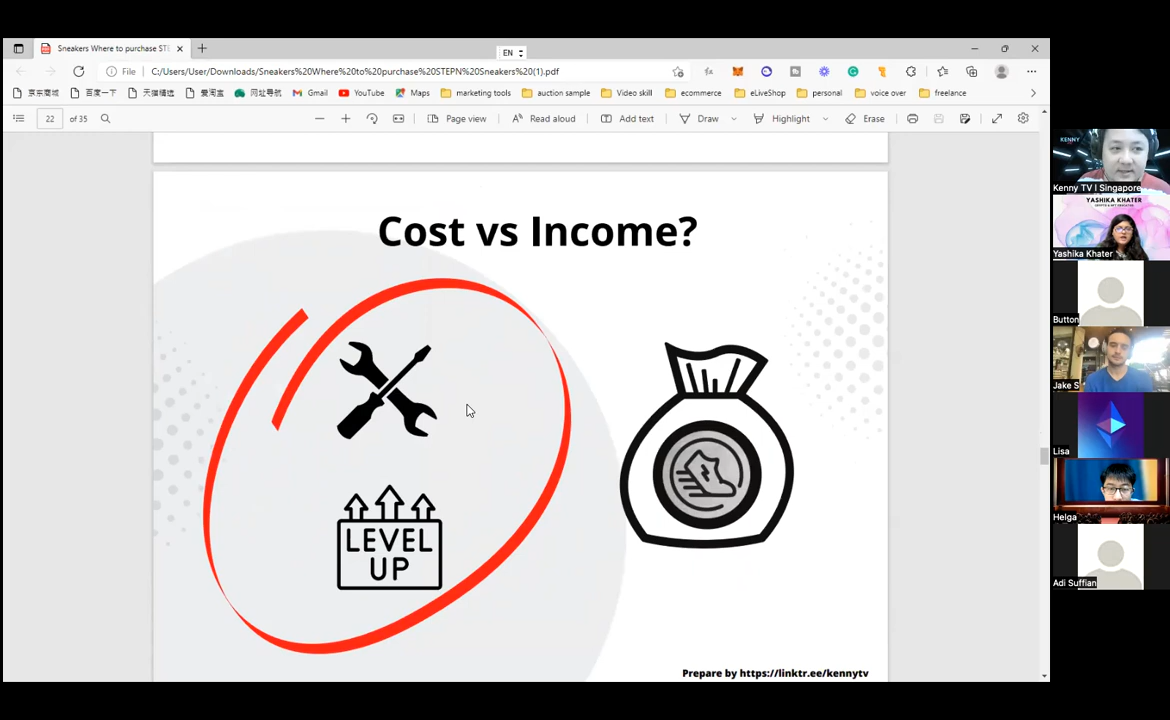 Sneakers Where to purchase STE
EN
File
C:/Users/User/Downloads/Sneakers%20Where%20to%20purchase%20STEPN%20Sneakers%20(1).pdf
京东商城
百度一下
天猫精选
爱淘宝
网址导航
Gmail
YouTube
Maps
marketing tools
auction sample
Video skill
ecommerce
eLiveShop
personal
voice over
freelance
22 of 35
Page view
Read aloud
Add text
Draw
Highlight
Erase
Cost vs Income?
LEVEL
UP
Prepare by https://linktr.ee/kennytv
KENNY
Kenny TV I Singapore
YASHIKA KHATER
Yashika Khater
Button
Jake S
Lisa
Helga
Adi Suffian